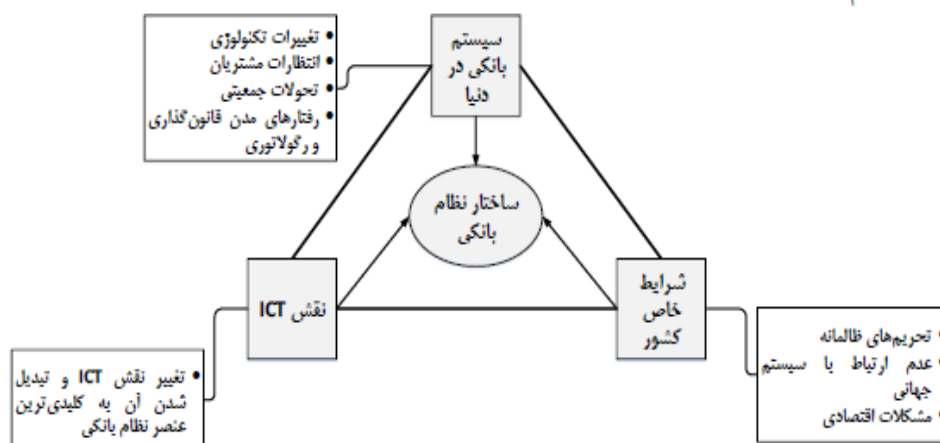 سیستم
بانکی در
دنیا
• تغییرات تکنولوژی
• انتظارات مشتریان
• تحولات جمعیتی
• رفتارهای مدن قانون‌گذاری
و رگولاتوری
ساختار نظام
بانکی
نقش ICT
شرایط
خاص
کشور
• تغییر نقش ICT و تبدیل
شدن آن به کلیدی‌ترین
عنصر نظام بانکی
• تحریم‌های ظالمانه
• عدم ارتباط با سیستم
جهانی
• مشکلات اقتصادی